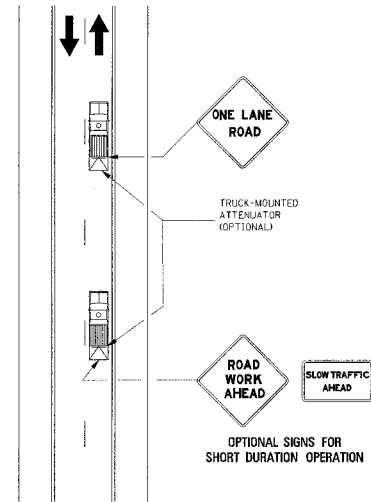 ONE LANE
ROAD
TRUCK-MOUNTED
ATTENUATOR
(OPTIONAL)
ROAD
WORK
AHEAD
SLOW TRAFFIC
AHEAD
OPTIONAL SIGNS FOR
SHORT DURATION OPERATION